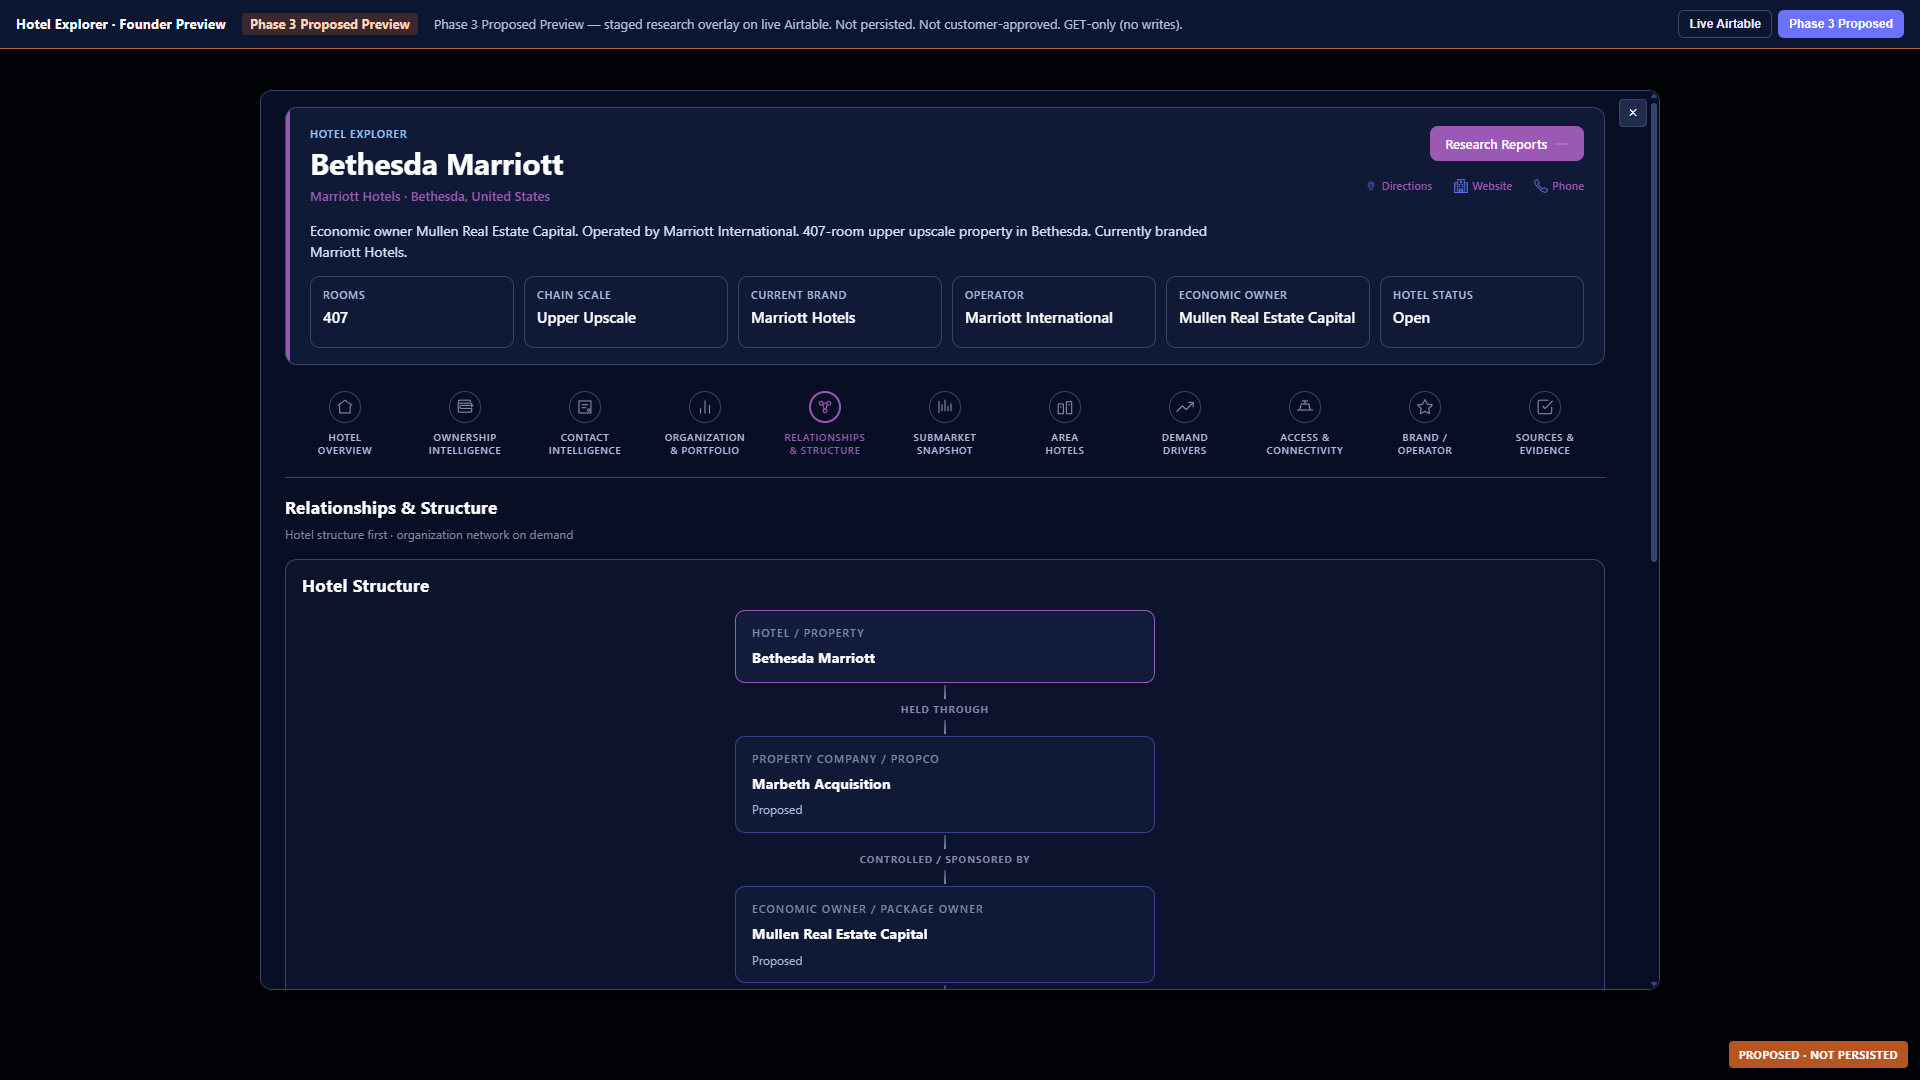 Hotel Explorer · Founder Preview
Phase 3 Proposed Preview
Phase 3 Proposed Preview — staged research overlay on live Airtable. Not persisted. Not customer-approved. GET-only (no writes).
Live Airtable
Phase 3 Proposed
×
HOTEL EXPLORER
Bethesda Marriott
Marriott Hotels · Bethesda, United States
Research Reports —
Directions
Website
Phone
Economic owner Mullen Real Estate Capital. Operated by Marriott International. 407-room upper upscale property in Bethesda. Currently branded
Marriott Hotels.
ROOMS
407
CHAIN SCALE
Upper Upscale
CURRENT BRAND
Marriott Hotels
OPERATOR
Marriott International
ECONOMIC OWNER
Mullen Real Estate Capital
HOTEL STATUS
Open
HOTEL
OVERVIEW
OWNERSHIP
INTELLIGENCE
CONTACT
INTELLIGENCE
ORGANIZATION
& PORTFOLIO
RELATIONSHIPS
& STRUCTURE
SUBMARKET
SNAPSHOT
AREA
HOTELS
DEMAND
DRIVERS
ACCESS &
CONNECTIVITY
BRAND /
OPERATOR
SOURCES &
EVIDENCE
Relationships & Structure
Hotel structure first · organization network on demand
Hotel Structure
HOTEL / PROPERTY
Bethesda Marriott
HELD THROUGH
PROPERTY COMPANY / PROPCO
Marbeth Acquisition
Proposed
CONTROLLED / SPONSORED BY
ECONOMIC OWNER / PACKAGE OWNER
Mullen Real Estate Capital
Proposed
PROPOSED · NOT PERSISTED